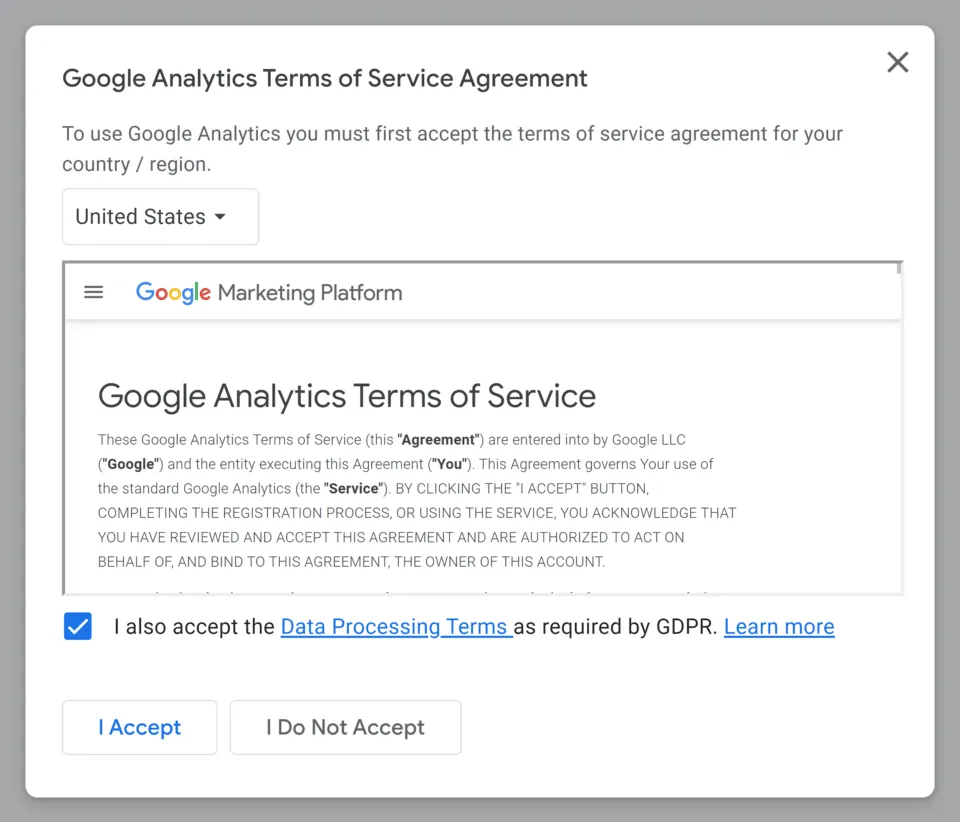 Google Analytics Terms of Service Agreement
To use Google Analytics you must first accept the terms of service agreement for your
country / region.
United States
Google Marketing Platform
Google Analytics Terms of Service
These Google Analytics Terms of Service (this "Agreement") are entered into by Google LLC
("Google") and the entity executing this Agreement ("You"). This Agreement governs Your use of
the standard Google Analytics (the "Service"). BY CLICKING THE "I ACCEPT" BUTTON,
COMPLETING THE REGISTRATION PROCESS, OR USING THE SERVICE, YOU ACKNOWLEDGE THAT
YOU HAVE REVIEWED AND ACCEPT THIS AGREEMENT AND ARE AUTHORIZED TO ACT ON
BEHALF OF, AND BIND TO THIS AGREEMENT, THE OWNER OF THIS ACCOUNT.
I also accept the Data Processing Terms as required by GDPR. Learn more
I Accept
I Do Not Accept